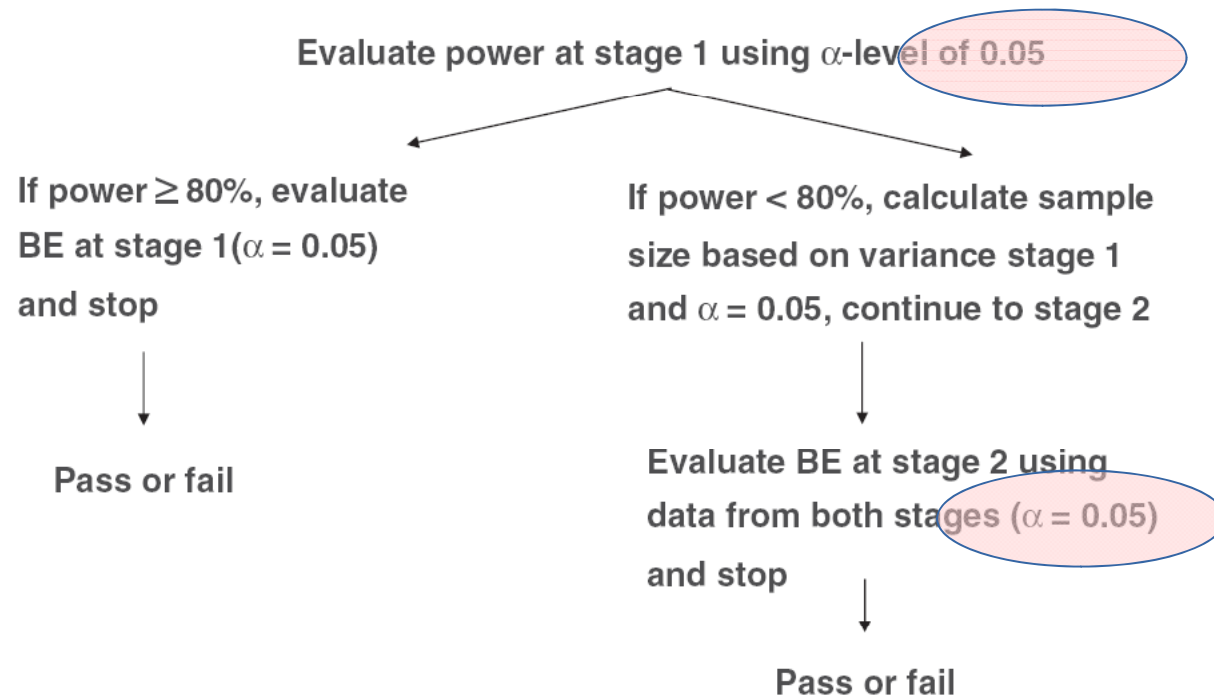 Evaluate power at stage 1 using α-level of 0.05
If power ≥ 80%, evaluate
BE at stage 1(α = 0.05)
and stop
Pass or fail
If power < 80%, calculate sample
size based on variance stage 1
and α = 0.05, continue to stage 2
Evaluate BE at stage 2 using
data from both stages (α = 0.05)
and stop
Pass or fail